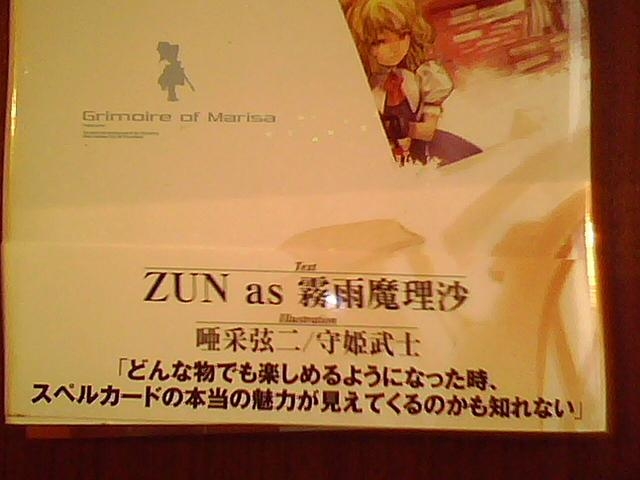 Grimoire of Marisa
Text
ZUN as 霧雨魔理沙
Illustration
唖采弦二/守姫武士
「どんな物でも楽しめるようになった時、
スペルカードの本当の魅力が見えてくるのかも知れない」